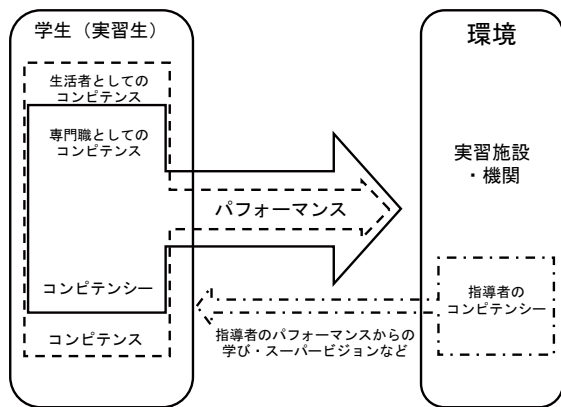 学生（実習生）
生活者としての
コンピテンス
専門職としての
コンピテンス
コンピテンシー
コンピテンス
パフォーマンス
指導者のパフォーマンスからの
学び・スーパービジョンなど
環境
実習施設
・機関
指導者の
コンピテンシー